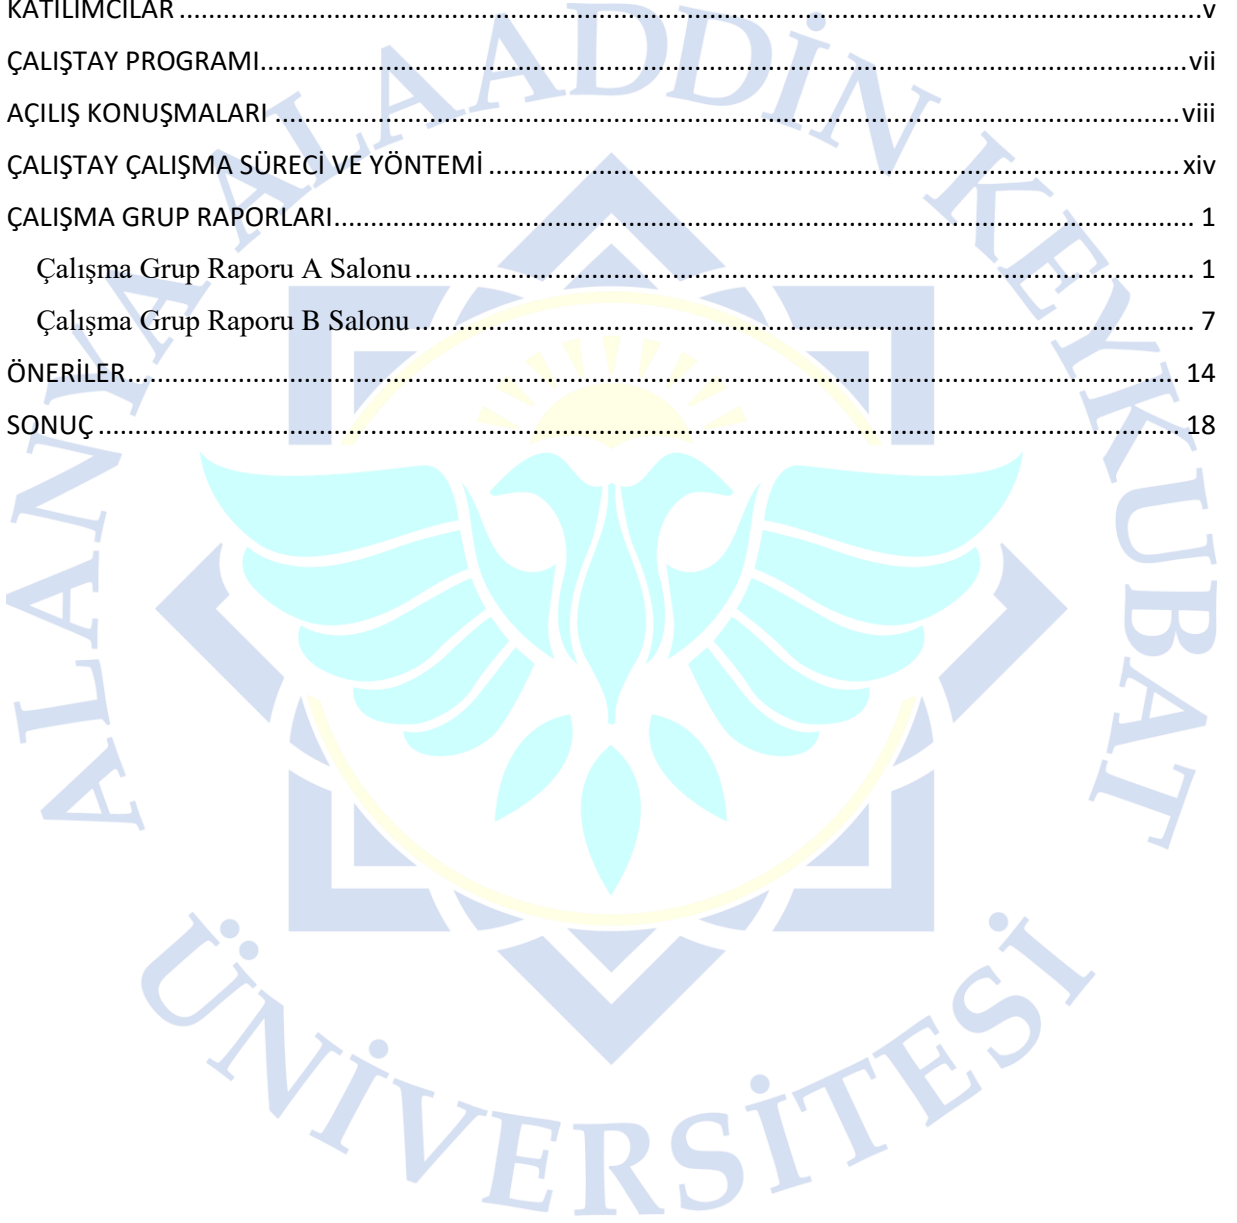 KATILIMCILAR ........ v
ÇALIŞTAY PROGRAMI ........ vii
AÇILIŞ KONUŞMALARI ........ viii
ÇALIŞTAY ÇALIŞMA SÜRECİ VE YÖNTEMİ ........ xiv
ÇALIŞMA GRUP RAPORLARI ........ 1
Çalışma Grup Raporu A Salonu ........ 1
Çalışma Grup Raporu B Salonu ........ 7
ÖNERİLER ........ 14
SONUÇ ........ 18
ALANYA ALAADDİN KEYKUBAT
ÜNİVERSİTESİ